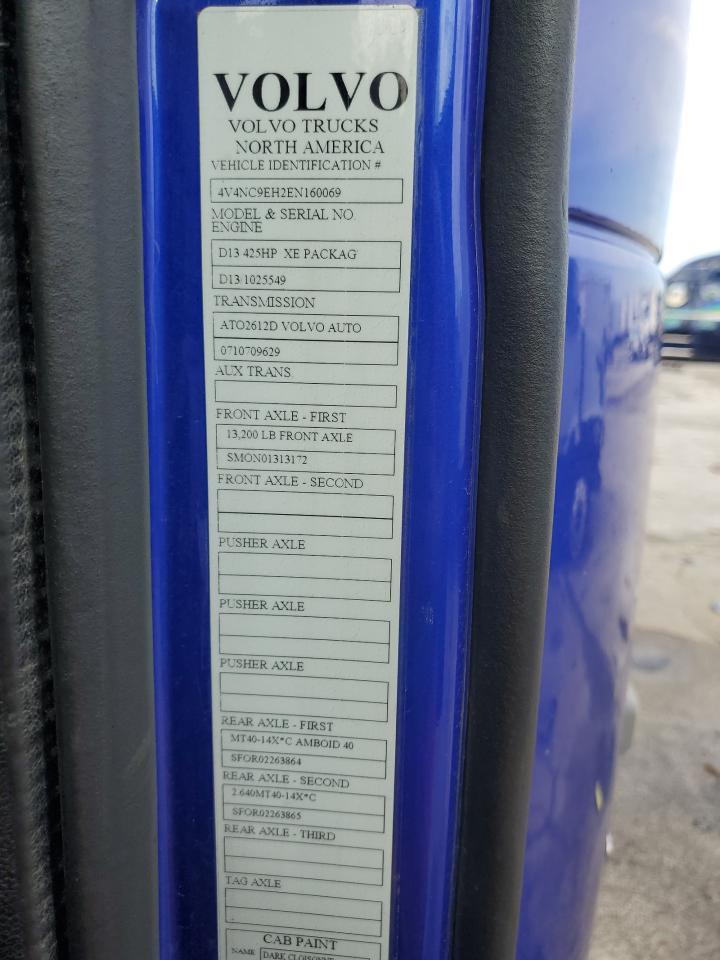 VOLVO
VOLVO TRUCKS
NORTH AMERICA
VEHICLE IDENTIFICATION #
4V4NC9EH2EN160069
MODEL & SERIAL NO.
ENGINE
D13 425HP XE PACKAG
D13 1025549
TRANSMISSION
ATO2612D VOLVO AUTO
0710709629
AUX TRANS.
FRONT AXLE - FIRST
13,200 LB FRONT AXLE
SMON01313172
FRONT AXLE - SECOND
PUSHER AXLE
PUSHER AXLE
PUSHER AXLE
REAR AXLE - FIRST
MT40-14X*C AMBOID 40
SFOR02263864
REAR AXLE - SECOND
2.640MT40-14X*C
SFOR02263865
REAR AXLE - THIRD
TAG AXLE
CAB PAINT
NAME DARK CLOISONNE